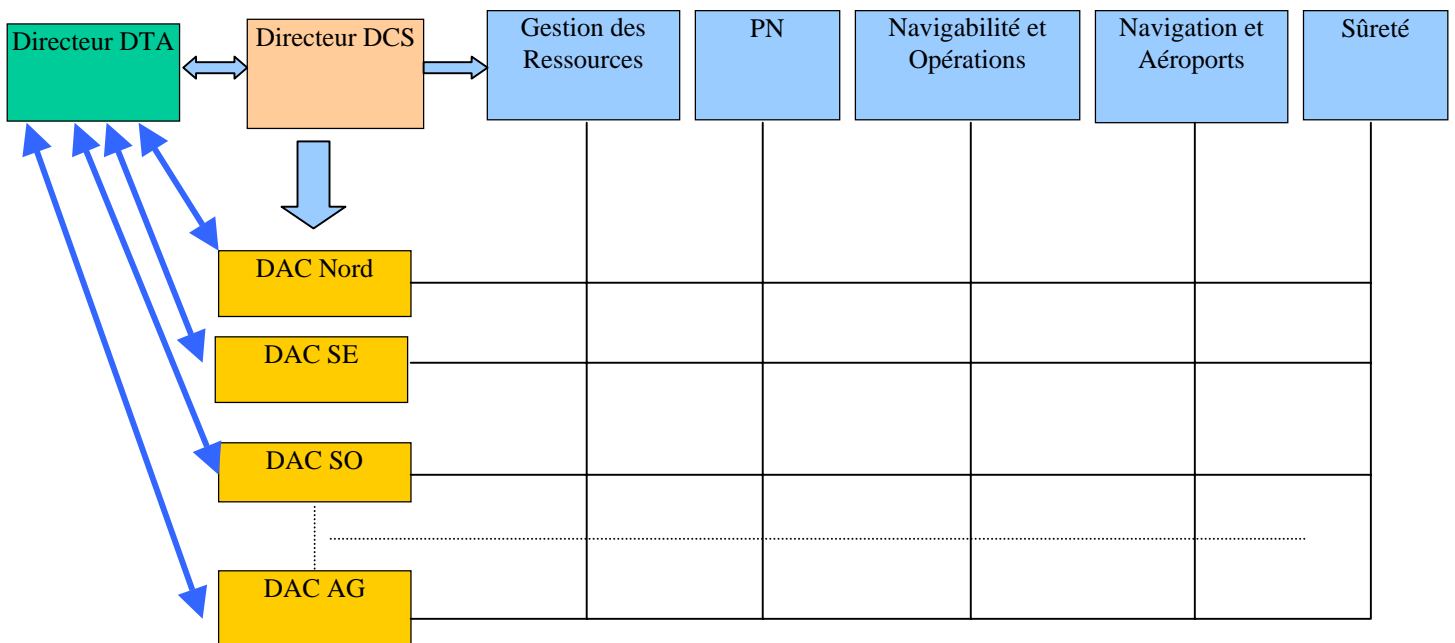 Directeur DTA
Directeur DCS
Gestion des
Ressources
PN
Navigabilité et
Opérations
Navigation et
Aéroports
Sûreté
DAC Nord
DAC SE
DAC SO
DAC AG